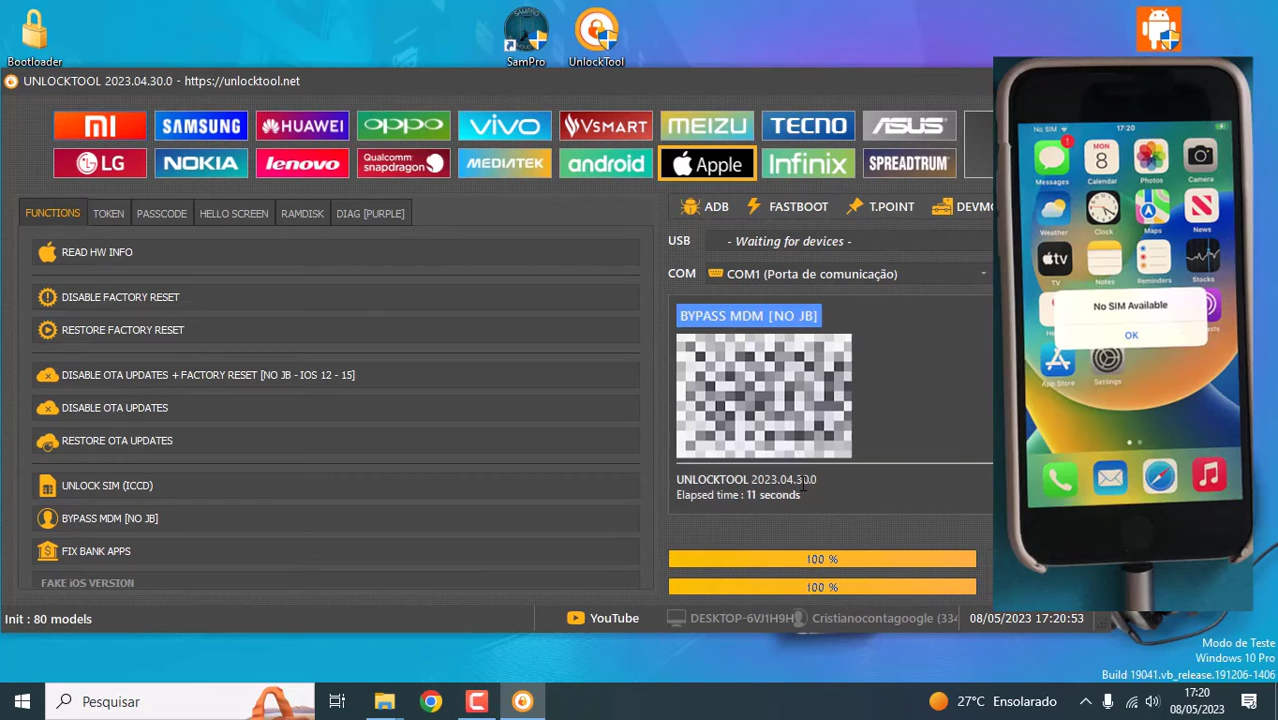 Bootloader
SamPro
UnlockTool
UNLOCKTOOL 2023.04.30.0 - https://unlocktool.net
mi SAMSUNG HUAWEI oppo vivo VSMART MEIZU TECNO ASUS
LG NOKIA lenovo Qualcomm snapdragon MEDIATEK android Apple Infinix SPREADTRUM
FUNCTIONS TOKEN PASSCODE HELLO SCREEN RAMDISK DIAG [PURPLE]
ADB FASTBOOT T.POINT DEVMG
READ HW INFO
DISABLE FACTORY RESET
RESTORE FACTORY RESET
DISABLE OTA UPDATES + FACTORY RESET [NO JB - IOS 12 - 15]
DISABLE OTA UPDATES
RESTORE OTA UPDATES
UNLOCK SIM (ICCD)
BYPASS MDM [NO JB]
FIX BANK APPS
FAKE iOS VERSION
USB - Waiting for devices -
COM COM1 (Porta de comunicação)
BYPASS MDM [NO JB]
UNLOCKTOOL 2023.04.30.0
Elapsed time : 11 seconds
100 %
100 %
Init : 80 models
YouTube
DESKTOP-6VJ1H9H
Cristianocontagoogle (334
08/05/2023 17:20:53
No SIM
17:20
1
MON
8
Messages Calendar Photos Camera
Weather Clock Maps News
tv
TV Notes Reminders Stocks
No SIM Available
OK
App Store Settings
Modo de Teste
Windows 10 Pro
Build 19041.vb_release.191206-1406
Pesquisar
27°C Ensolarado
17:20
08/05/2023